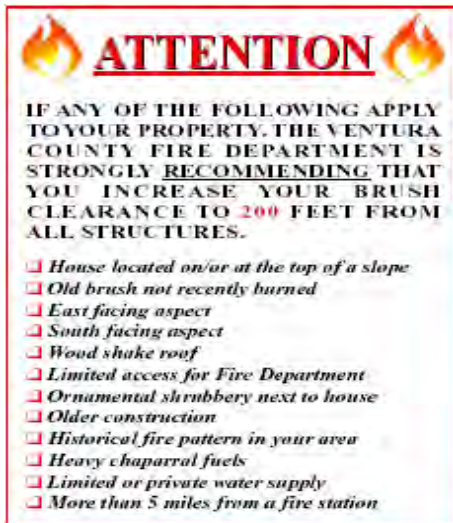 ATTENTION
IF ANY OF THE FOLLOWING APPLY
TO YOUR PROPERTY. THE VENTURA
COUNTY FIRE DEPARTMENT IS
STRONGLY RECOMMENDING THAT
YOU INCREASE YOUR BRUSH
CLEARANCE TO 200 FEET FROM
ALL STRUCTURES.
❑ House located on/or at the top of a slope
❑ Old brush not recently burned
❑ East facing aspect
❑ South facing aspect
❑ Wood shake roof
❑ Limited access for Fire Department
❑ Ornamental shrubbery next to house
❑ Older construction
❑ Historical fire pattern in your area
❑ Heavy chaparral fuels
❑ Limited or private water supply
❑ More than 5 miles from a fire station